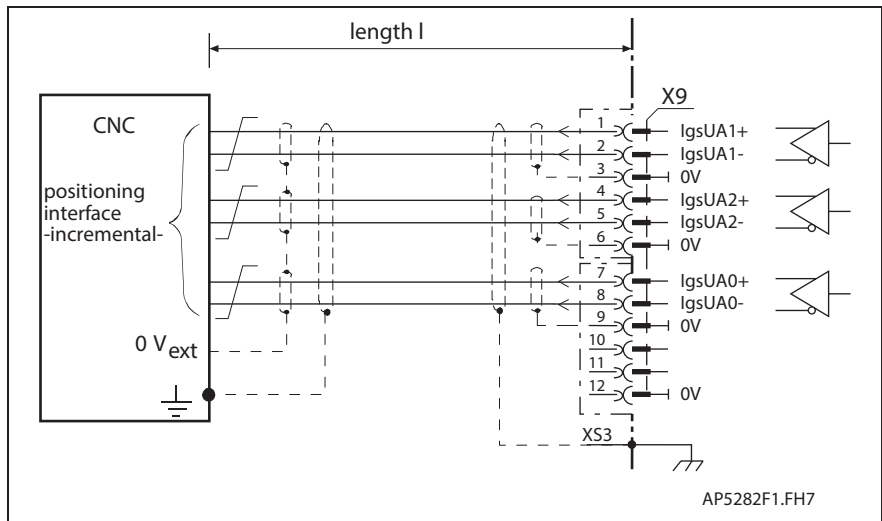 length l
X9
CNC
positioning
interface
-incremental-
0 Vext
1 IgsUA1+
2 IgsUA1-
3 0V
4 IgsUA2+
5 IgsUA2-
6 0V
7 IgsUA0+
8 IgsUA0-
9 0V
10
11
12 0V
XS3
AP5282F1.FH7